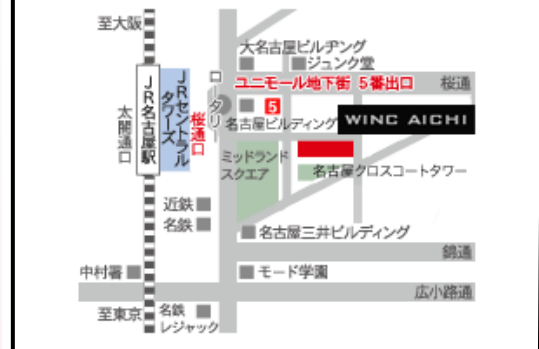 至大阪
大名古屋ビルヂング
ジュンク堂
ユニモール地下街 5番出口
桜通
JR名古屋駅
JRセントラルタワーズ
桜通口
太閤通口
ロータリー
5
名古屋ビルディング
WINC AICHI
ミッドランド
スクエア
名古屋クロスコートタワー
近鉄
名鉄
名古屋三井ビルディング
錦通
中村署
モード学園
広小路通
至東京
名鉄
レジャック